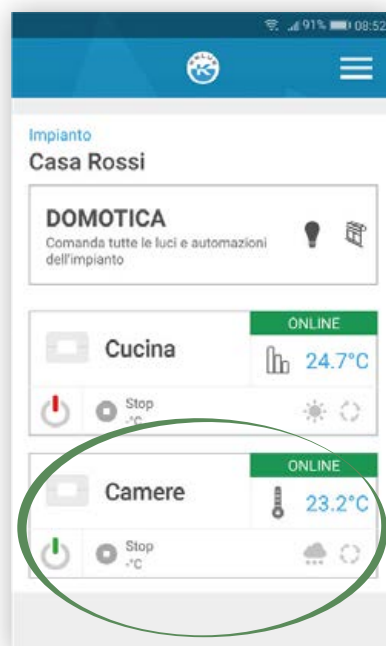 91% 08:52
K
Impianto
Casa Rossi
DOMOTICA
Comanda tutte le luci e automazioni
dell'impianto
ONLINE
Cucina
24.7°C
Stop
-°C
ONLINE
Camere
23.2°C
Stop
-°C